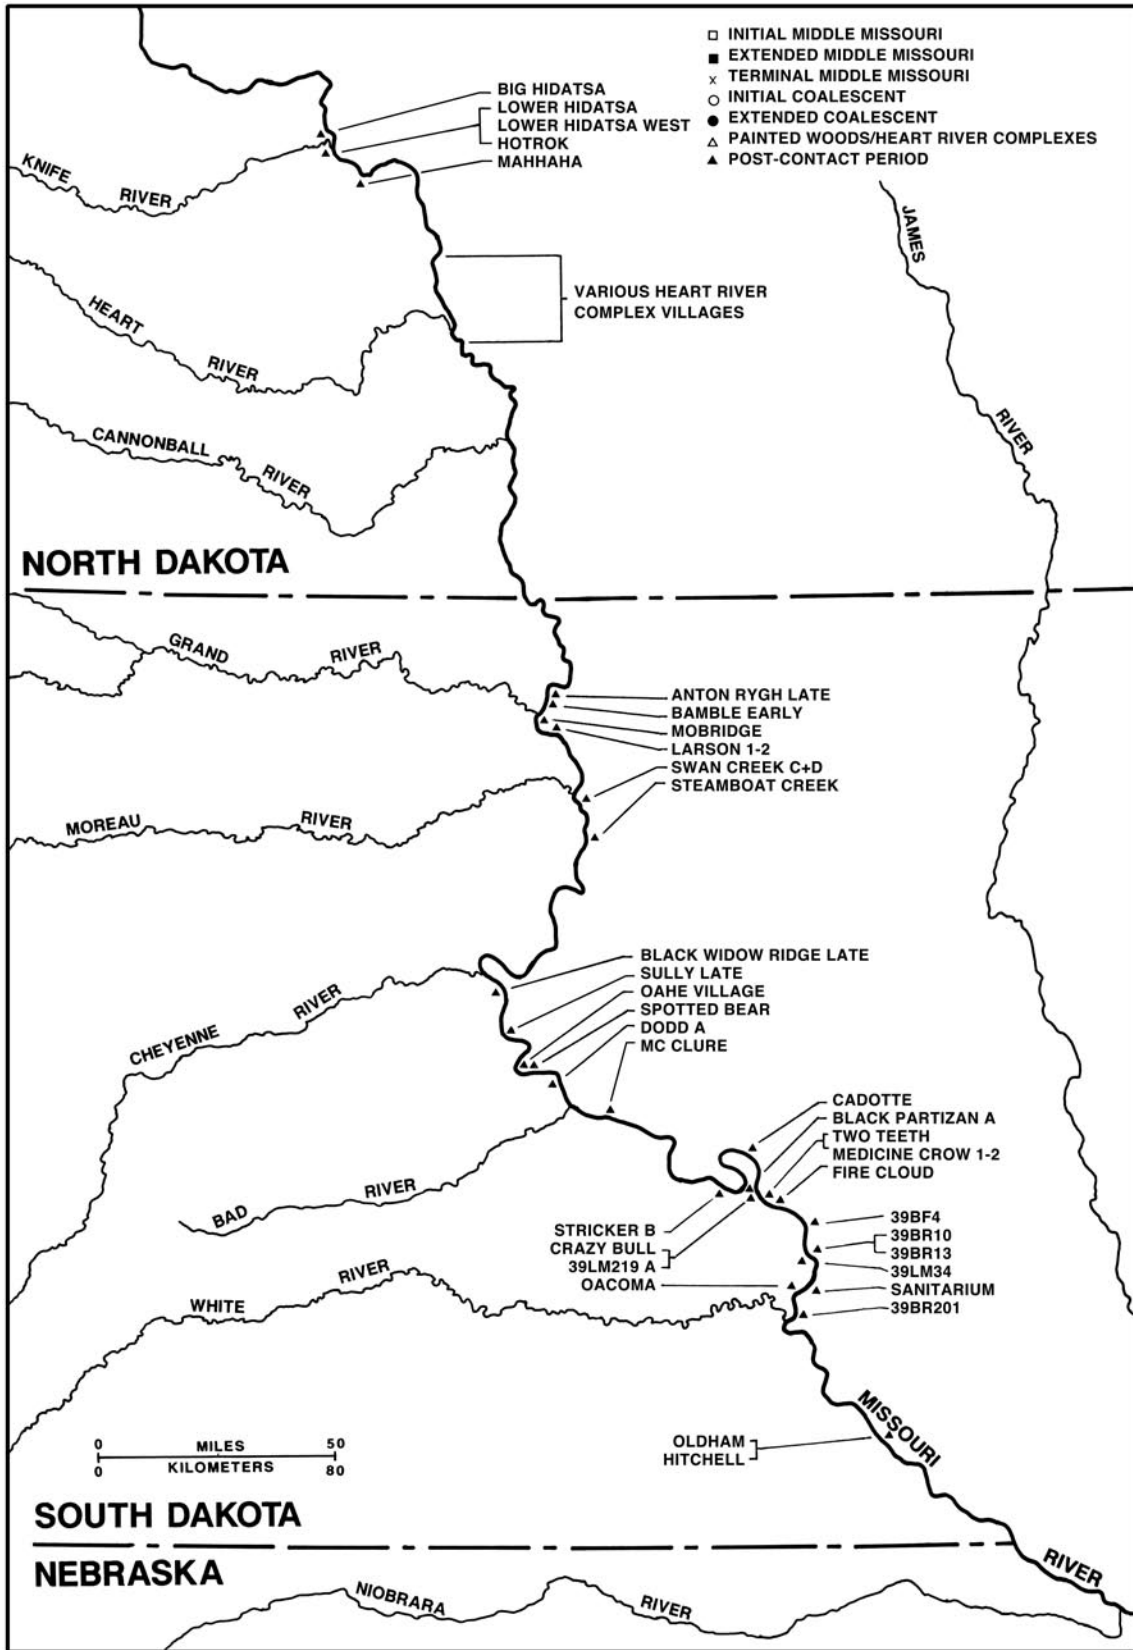 INITIAL MIDDLE MISSOURI
EXTENDED MIDDLE MISSOURI
TERMINAL MIDDLE MISSOURI
INITIAL COALESCENT
EXTENDED COALESCENT
PAINTED WOODS/HEART RIVER COMPLEXES
POST-CONTACT PERIOD
BIG HIDATSA
LOWER HIDATSA
LOWER HIDATSA WEST
HOTROK
MAHHAHA
KNIFE
RIVER
JAMES
RIVER
VARIOUS HEART RIVER
COMPLEX VILLAGES
HEART
RIVER
CANNONBALL
RIVER
NORTH DAKOTA
GRAND
RIVER
ANTON RYGH LATE
BAMBLE EARLY
MOBRIDGE
LARSON 1-2
SWAN CREEK C+D
STEAMBOAT CREEK
MOREAU
RIVER
BLACK WIDOW RIDGE LATE
SULLY LATE
OAHE VILLAGE
SPOTTED BEAR
DODD A
MC CLURE
CHEYENNE
RIVER
CADOTTE
BLACK PARTIZAN A
TWO TEETH
MEDICINE CROW 1-2
FIRE CLOUD
BAD
RIVER
STRICKER B
CRAZY BULL
39LM219 A
OACOMA
39BF4
39BR10
39BR13
39LM34
SANITARIUM
39BR201
WHITE
RIVER
MISSOURI
RIVER
OLDHAM
HITCHELL
0 MILES 50
0 KILOMETERS 80
SOUTH DAKOTA
NEBRASKA
NIOBRARA
RIVER